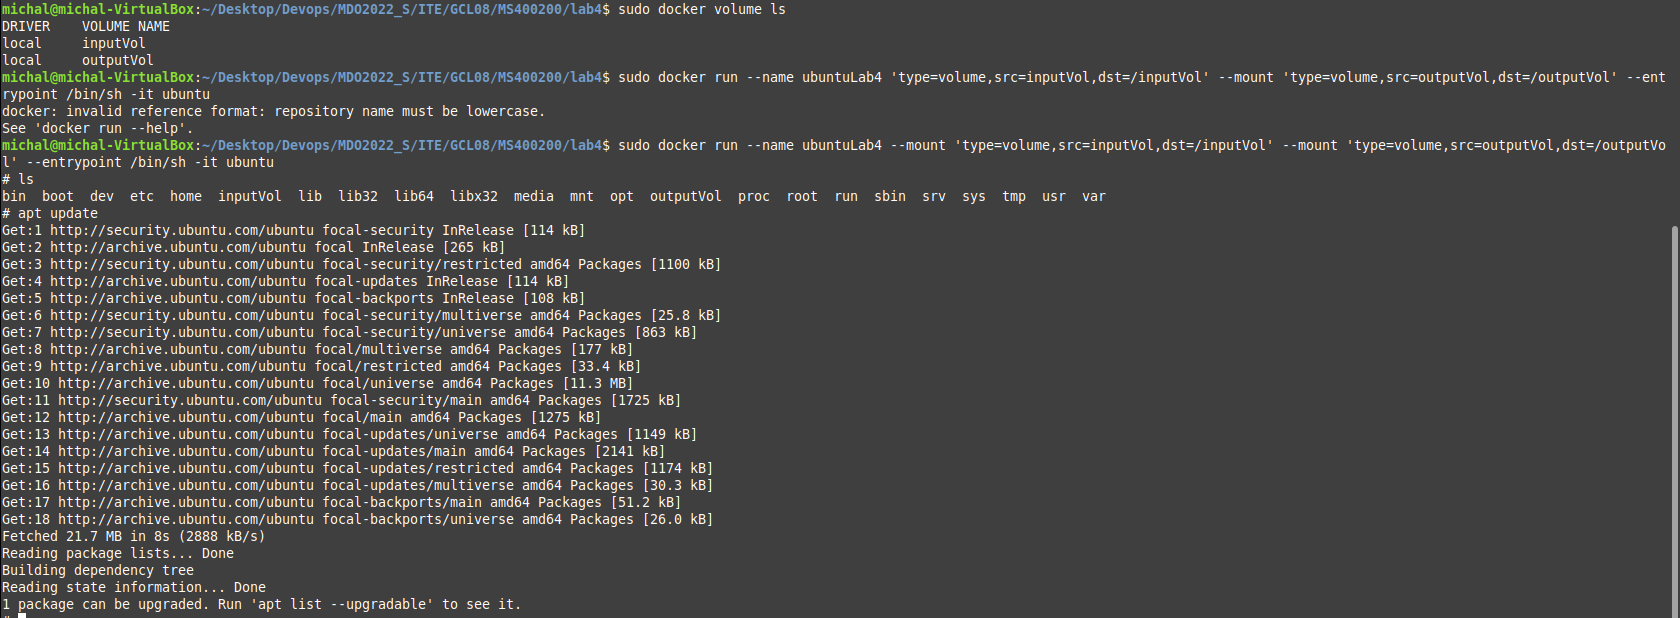 michal@michal-VirtualBox:~/Desktop/Devops/MDO2022_S/ITE/GCL08/MS400200/lab4$ sudo docker volume ls
DRIVER    VOLUME NAME
local     inputVol
local     outputVol
michal@michal-VirtualBox:~/Desktop/Devops/MDO2022_S/ITE/GCL08/MS400200/lab4$ sudo docker run --name ubuntuLab4 'type=volume,src=inputVol,dst=/inputVol' --mount 'type=volume,src=outputVol,dst=/outputVol' --ent
rypoint /bin/sh -it ubuntu
docker: invalid reference format: repository name must be lowercase.
See 'docker run --help'.
michal@michal-VirtualBox:~/Desktop/Devops/MDO2022_S/ITE/GCL08/MS400200/lab4$ sudo docker run --name ubuntuLab4 --mount 'type=volume,src=inputVol,dst=/inputVol' --mount 'type=volume,src=outputVol,dst=/outputVo
l' --entrypoint /bin/sh -it ubuntu
# ls
bin  boot  dev  etc  home  inputVol  lib  lib32  lib64  libx32  media  mnt  opt  outputVol  proc  root  run  sbin  srv  sys  tmp  usr  var
# apt update
Get:1 http://security.ubuntu.com/ubuntu focal-security InRelease [114 kB]
Get:2 http://archive.ubuntu.com/ubuntu focal InRelease [265 kB]
Get:3 http://security.ubuntu.com/ubuntu focal-security/restricted amd64 Packages [1100 kB]
Get:4 http://archive.ubuntu.com/ubuntu focal-updates InRelease [114 kB]
Get:5 http://archive.ubuntu.com/ubuntu focal-backports InRelease [108 kB]
Get:6 http://security.ubuntu.com/ubuntu focal-security/multiverse amd64 Packages [25.8 kB]
Get:7 http://security.ubuntu.com/ubuntu focal-security/universe amd64 Packages [863 kB]
Get:8 http://archive.ubuntu.com/ubuntu focal/multiverse amd64 Packages [177 kB]
Get:9 http://archive.ubuntu.com/ubuntu focal/restricted amd64 Packages [33.4 kB]
Get:10 http://archive.ubuntu.com/ubuntu focal/universe amd64 Packages [11.3 MB]
Get:11 http://security.ubuntu.com/ubuntu focal-security/main amd64 Packages [1725 kB]
Get:12 http://archive.ubuntu.com/ubuntu focal/main amd64 Packages [1275 kB]
Get:13 http://archive.ubuntu.com/ubuntu focal-updates/universe amd64 Packages [1149 kB]
Get:14 http://archive.ubuntu.com/ubuntu focal-updates/main amd64 Packages [2141 kB]
Get:15 http://archive.ubuntu.com/ubuntu focal-updates/restricted amd64 Packages [1174 kB]
Get:16 http://archive.ubuntu.com/ubuntu focal-updates/multiverse amd64 Packages [30.3 kB]
Get:17 http://archive.ubuntu.com/ubuntu focal-backports/main amd64 Packages [51.2 kB]
Get:18 http://archive.ubuntu.com/ubuntu focal-backports/universe amd64 Packages [26.0 kB]
Fetched 21.7 MB in 8s (2888 kB/s)
Reading package lists... Done
Building dependency tree
Reading state information... Done
1 package can be upgraded. Run 'apt list --upgradable' to see it.
#